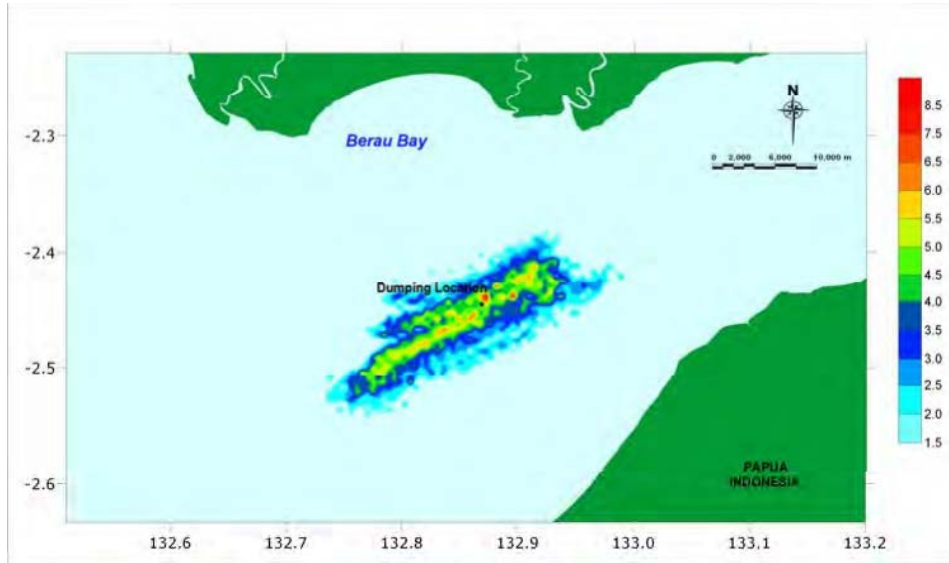 N
0 2,000 6,000 10,000 m
Berau Bay
Dumping Location
PAPUA
INDONESIA
-2.3
-2.4
-2.5
-2.6
132.6 132.7 132.8 132.9 133.0 133.1 133.2
8.5
7.5
6.5
6.0
5.5
5.0
4.5
4.0
3.5
3.0
2.5
2.0
1.5